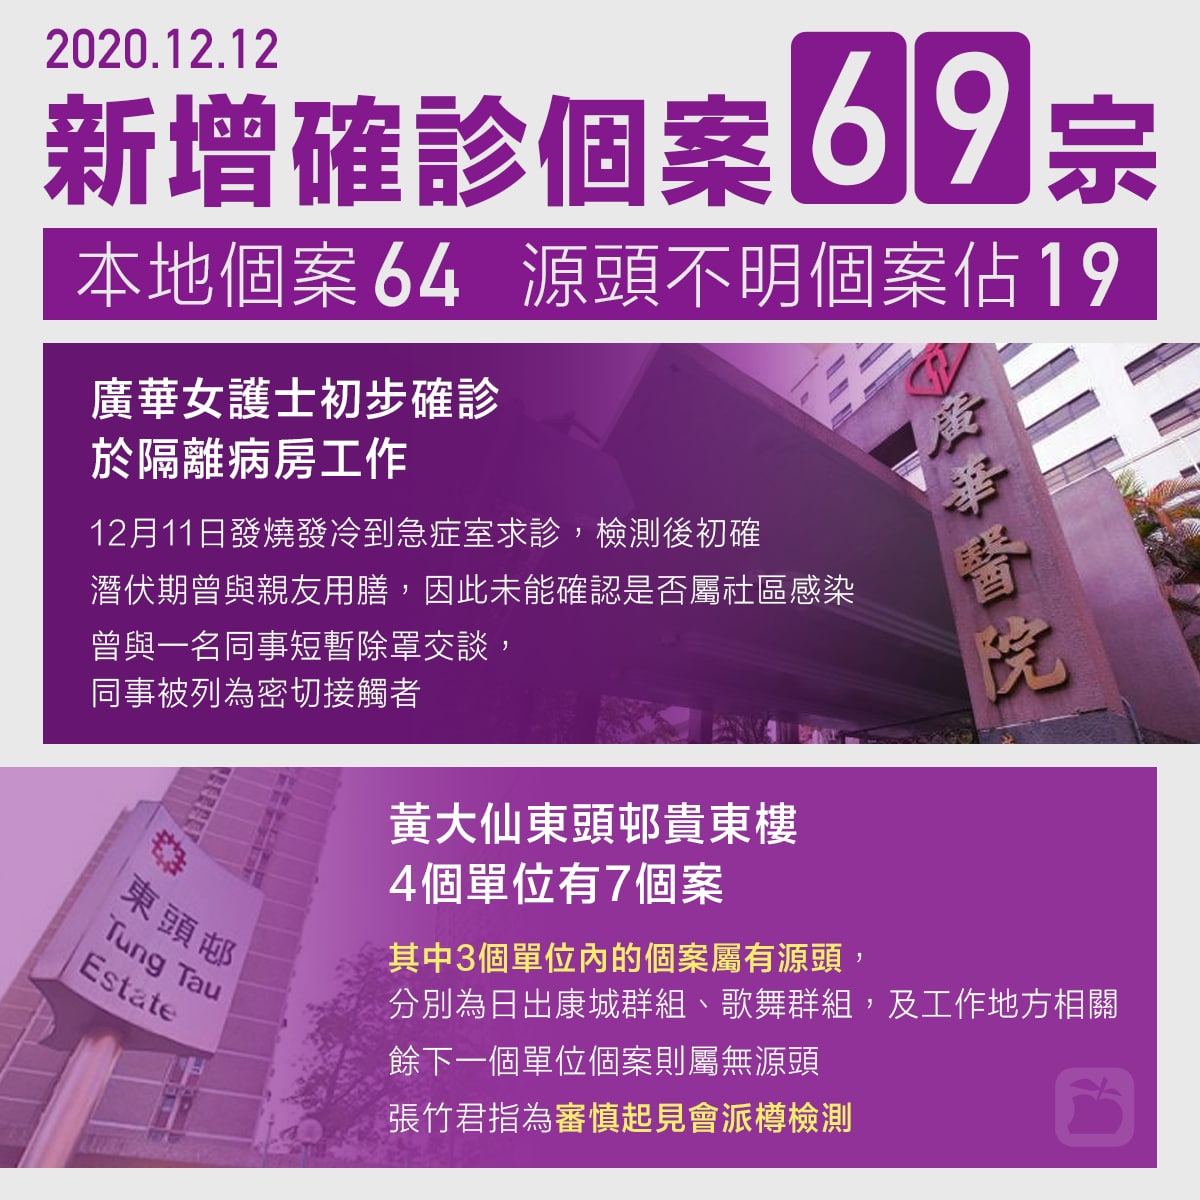 2020.12.12
新增確診個案69宗
本地個案64 源頭不明個案佔19
廣華女護士初步確診
於隔離病房工作
12月11日發燒發冷到急症室求診，檢測後初確
潛伏期曾與親友用膳，因此未能確認是否屬社區感染
曾與一名同事短暫除罩交談，
同事被列為密切接觸者
廣華醫院
黃大仙東頭邨貴東樓
4個單位有7個案
其中3個單位內的個案屬有源頭，
分別為日出康城群組、歌舞群組，及工作地方相關
餘下一個單位個案則屬無源頭
張竹君指為審慎起見會派樽檢測
東頭邨
Tung Tau
Estate